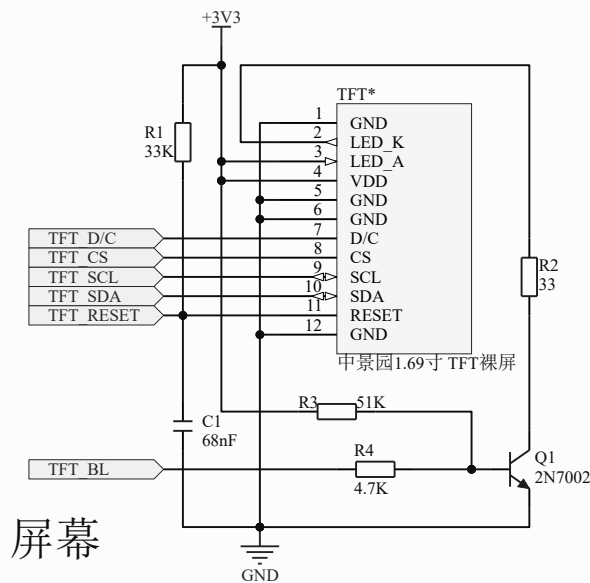 +3V3
TFT*
1 GND
2 LED_K
3 LED_A
4 VDD
5 GND
6 GND
7 D/C
8 CS
9 SCL
10 SDA
11 RESET
12 GND
中景园1.69寸 TFT裸屏
R1
33K
TFT_D/C
TFT_CS
TFT_SCL
TFT_SDA
TFT_RESET
R2
33
R3 51K
C1
68nF
R4
4.7K
TFT_BL
Q1
2N7002
屏幕
GND